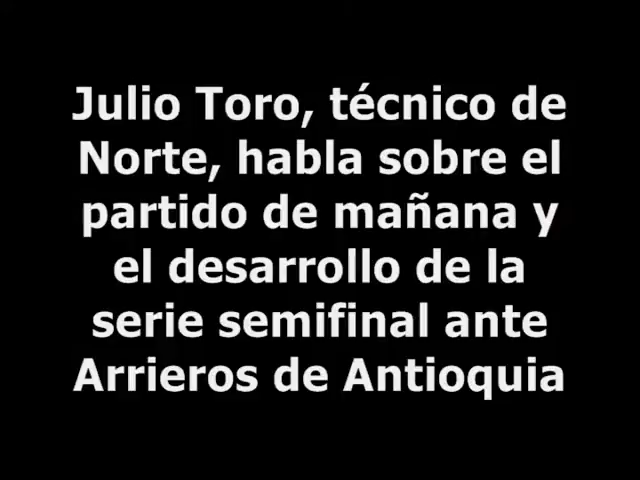 Julio Toro, técnico de
Norte, habla sobre el
partido de mañana y
el desarrollo de la
serie semifinal ante
Arrieros de Antioquia